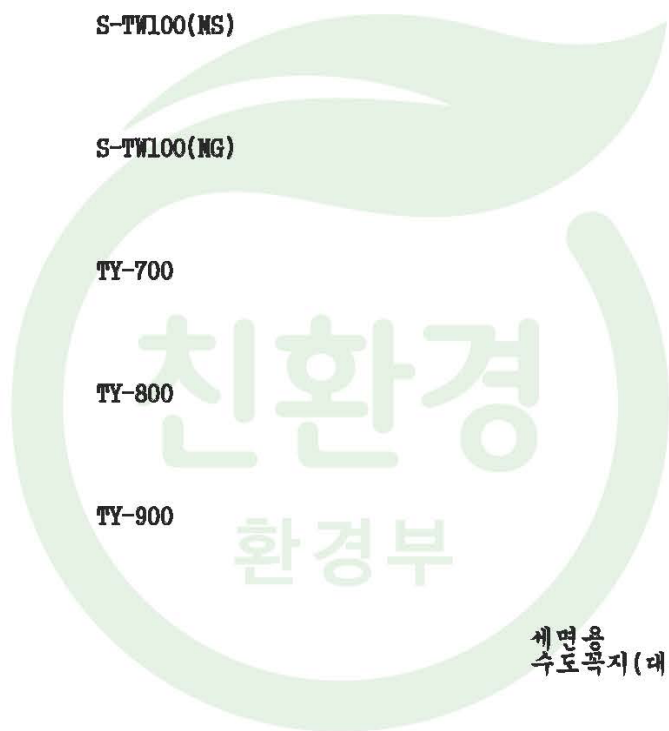 S-TW100(MS)
S-TW100(MG)
TY-700
TY-800
친환경
TY-900
환경부
세면용
수도꼭지(대